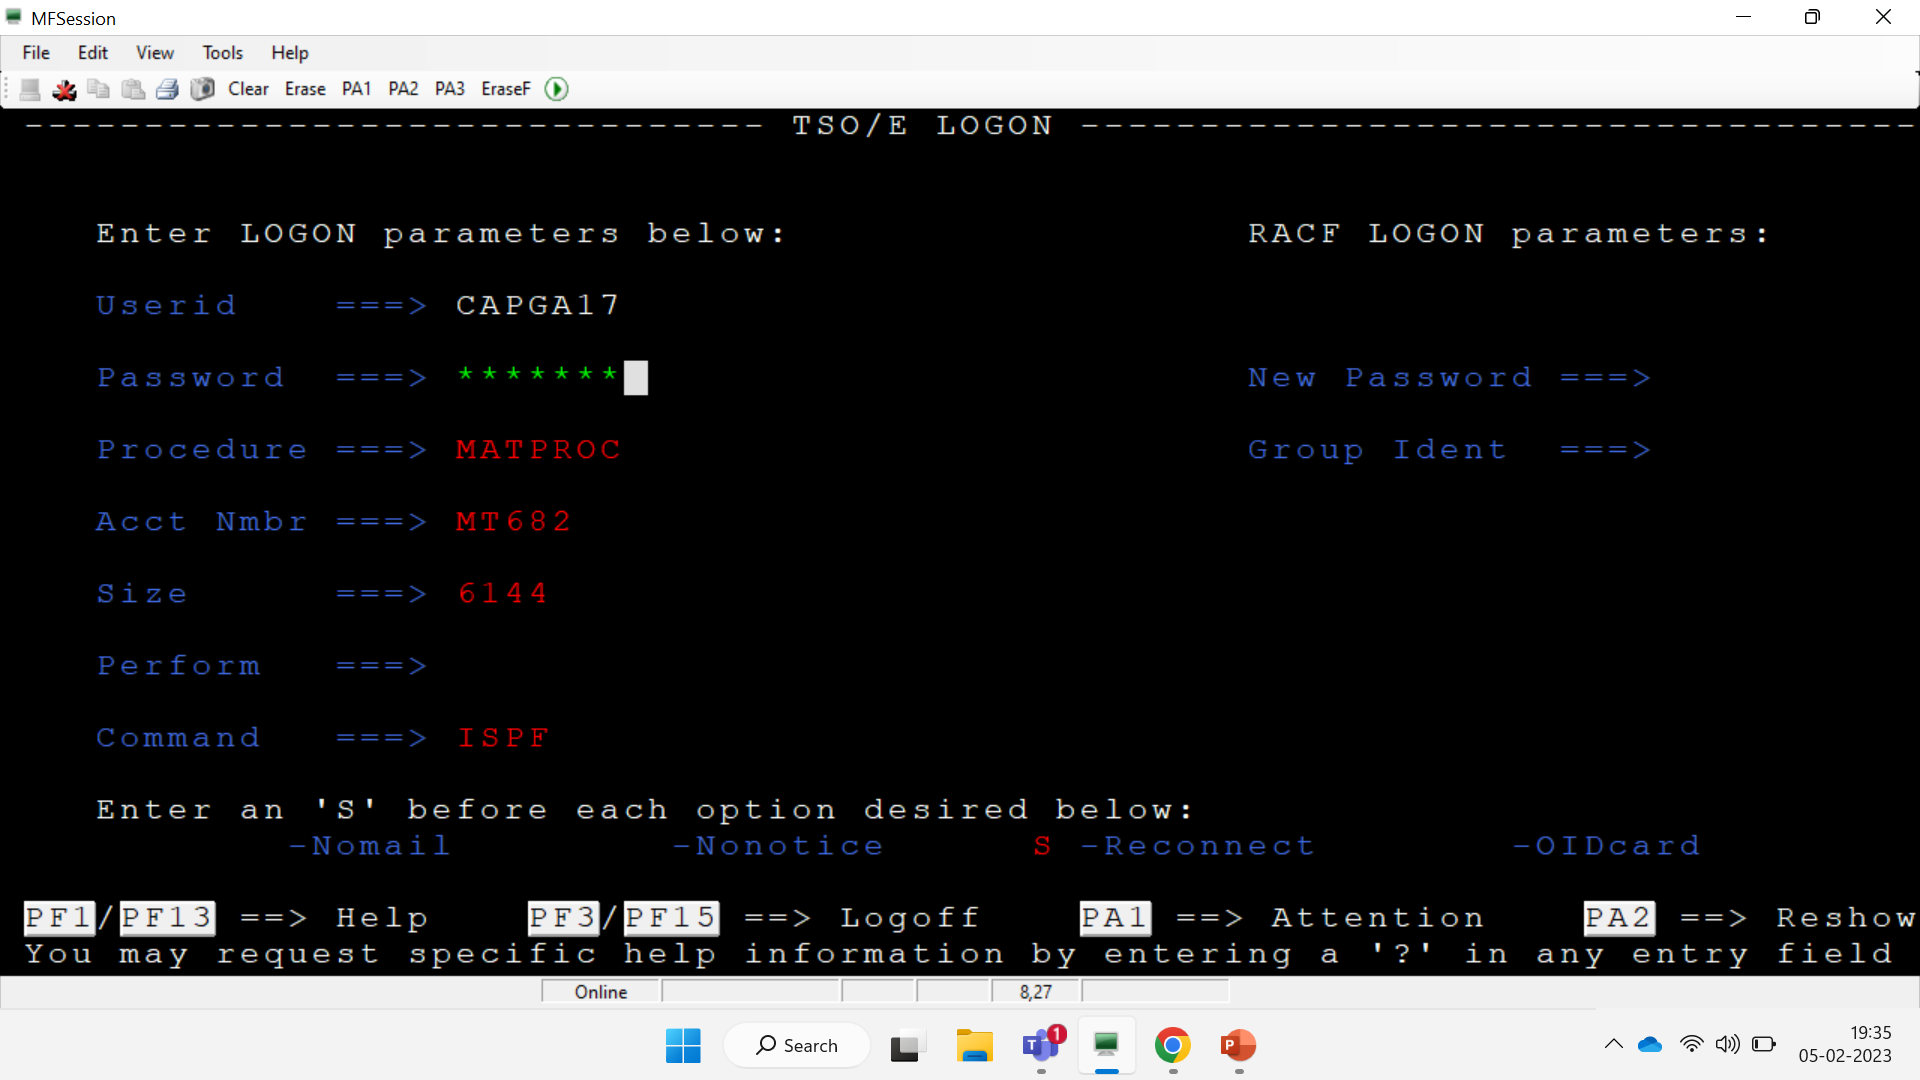 MFSession
File Edit View Tools Help
Clear Erase PA1 PA2 PA3 EraseF
------------------------------- TSO/E LOGON -----------------------------------
Enter LOGON parameters below: RACF LOGON parameters:
Userid ===> CAPGA17
Password ===> ******* New Password ===>
Procedure ===> MATPROC Group Ident ===>
Acct Nmbr ===> MT682
Size ===> 6144
Perform ===>
Command ===> ISPF
Enter an 'S' before each option desired below:
-Nomail -Nonotice S -Reconnect -OIDcard
PF1/PF13 ==> Help PF3/PF15 ==> Logoff PA1 ==> Attention PA2 ==> Reshow
You may request specific help information by entering a '?' in any entry field
Online 8,27
Search T 1 P 19:35
05-02-2023